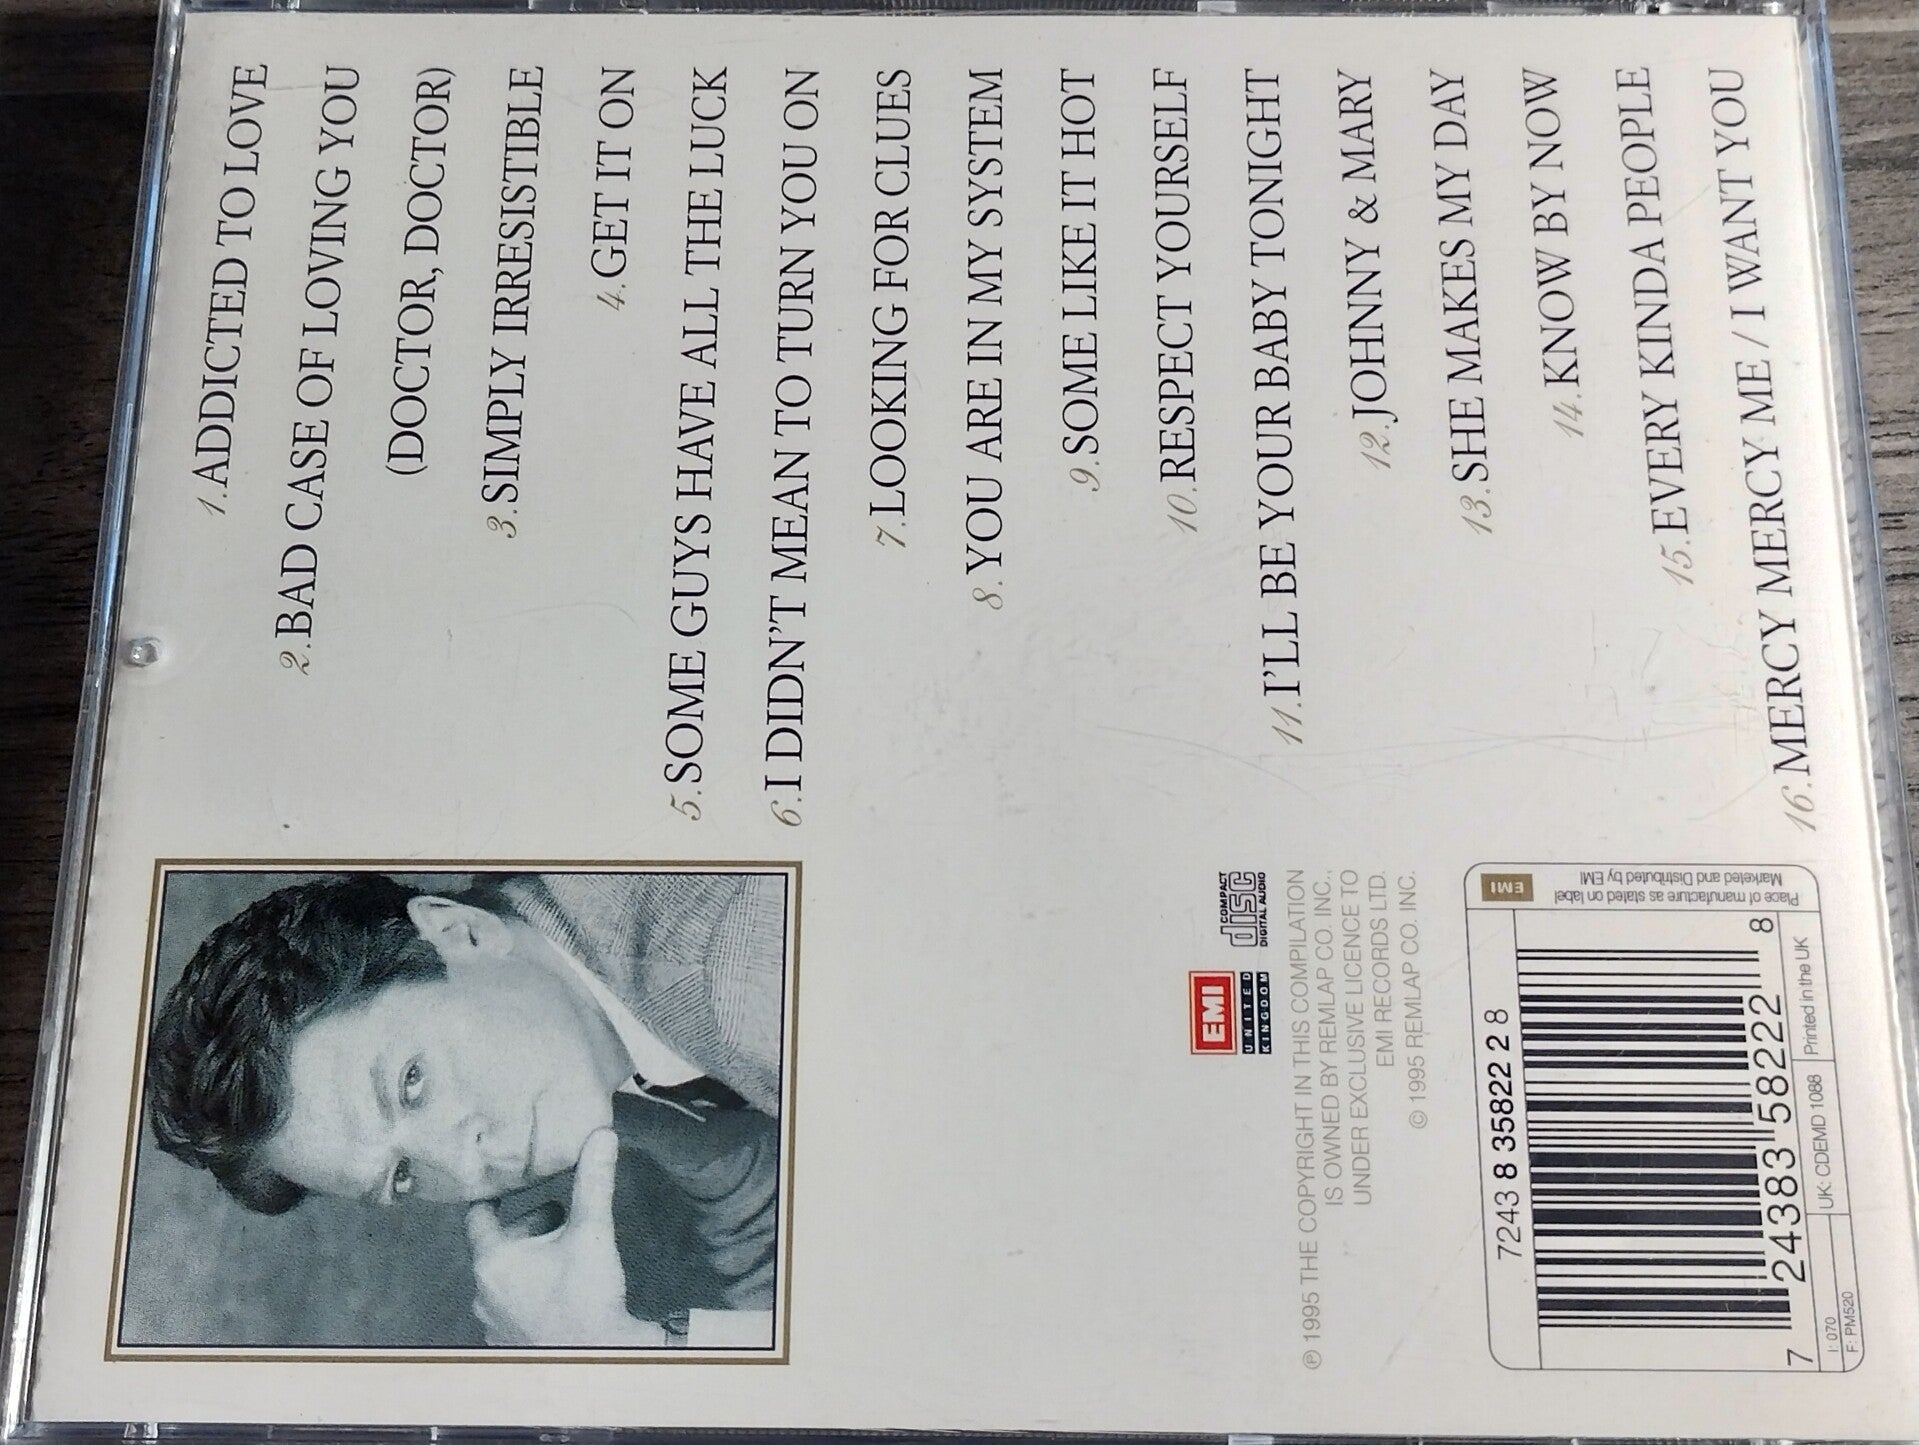 1. ADDICTED TO LOVE
2. BAD CASE OF LOVING YOU
(DOCTOR, DOCTOR)
3. SIMPLY IRRESISTIBLE
4. GET IT ON
5. SOME GUYS HAVE ALL THE LUCK
6. I DIDN'T MEAN TO TURN YOU ON
7. LOOKING FOR CLUES
8. YOU ARE IN MY SYSTEM
9. SOME LIKE IT HOT
10. RESPECT YOURSELF
11. I'LL BE YOUR BABY TONIGHT
12. JOHNNY & MARY
13. SHE MAKES MY DAY
14. KNOW BY NOW
15. EVERY KINDA PEOPLE
16. MERCY MERCY ME / I WANT YOU
EMI
UNITED
KINGDOM
COMPACT
disc
DIGITAL AUDIO
℗ 1995 THE COPYRIGHT IN THIS COMPILATION
IS OWNED BY REMLAP CO. INC.,
UNDER EXCLUSIVE LICENCE TO
EMI RECORDS LTD.
© 1995 REMLAP CO. INC.
7243 8 35822 2 8
7 24383 58222 8
I: 070
F: PM520
UK: CDEMD 1088
Printed in the UK
EMI
Place of manufacture as stated on label
Marketed and Distributed by EMI